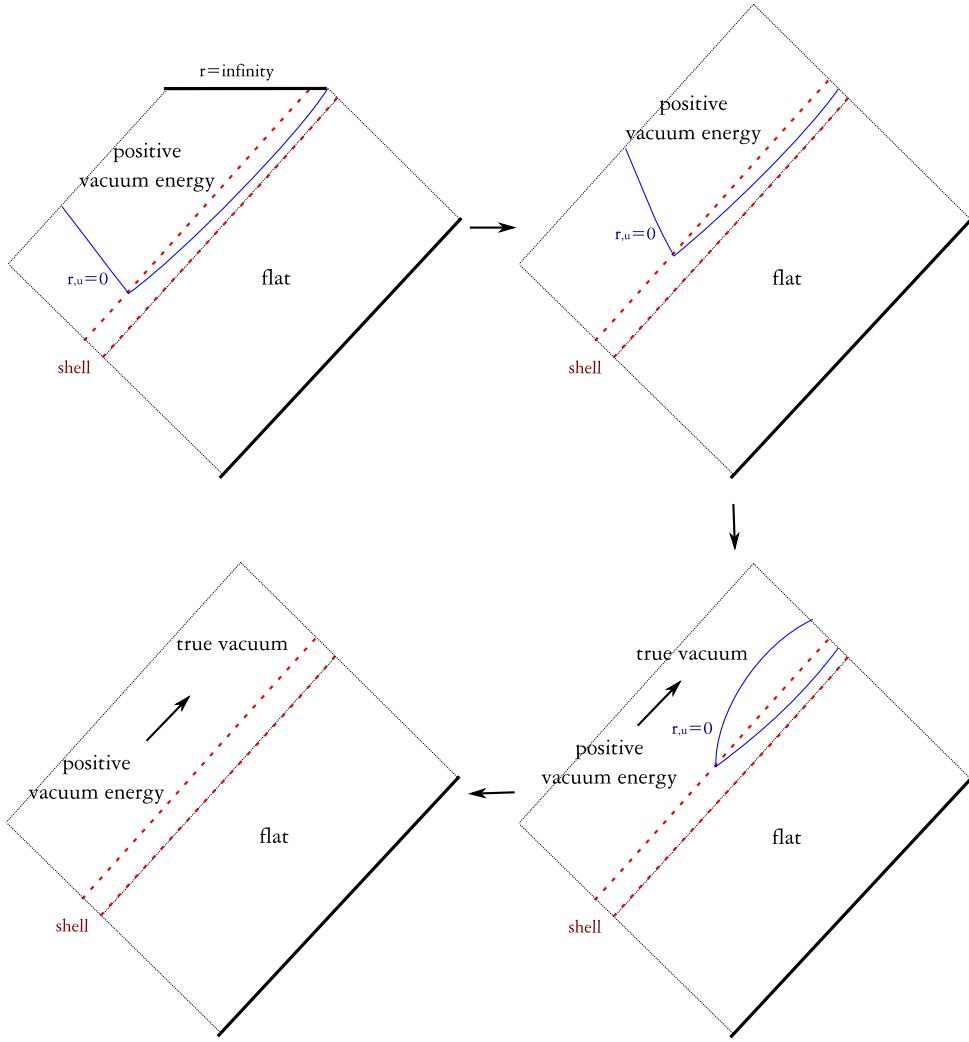 r=infinity
positive
vacuum energy
r,u=0
flat
shell
positive
vacuum energy
r,u=0
flat
shell
true vacuum
positive
vacuum energy
flat
shell
true vacuum
r,u=0
positive
vacuum energy
flat
shell